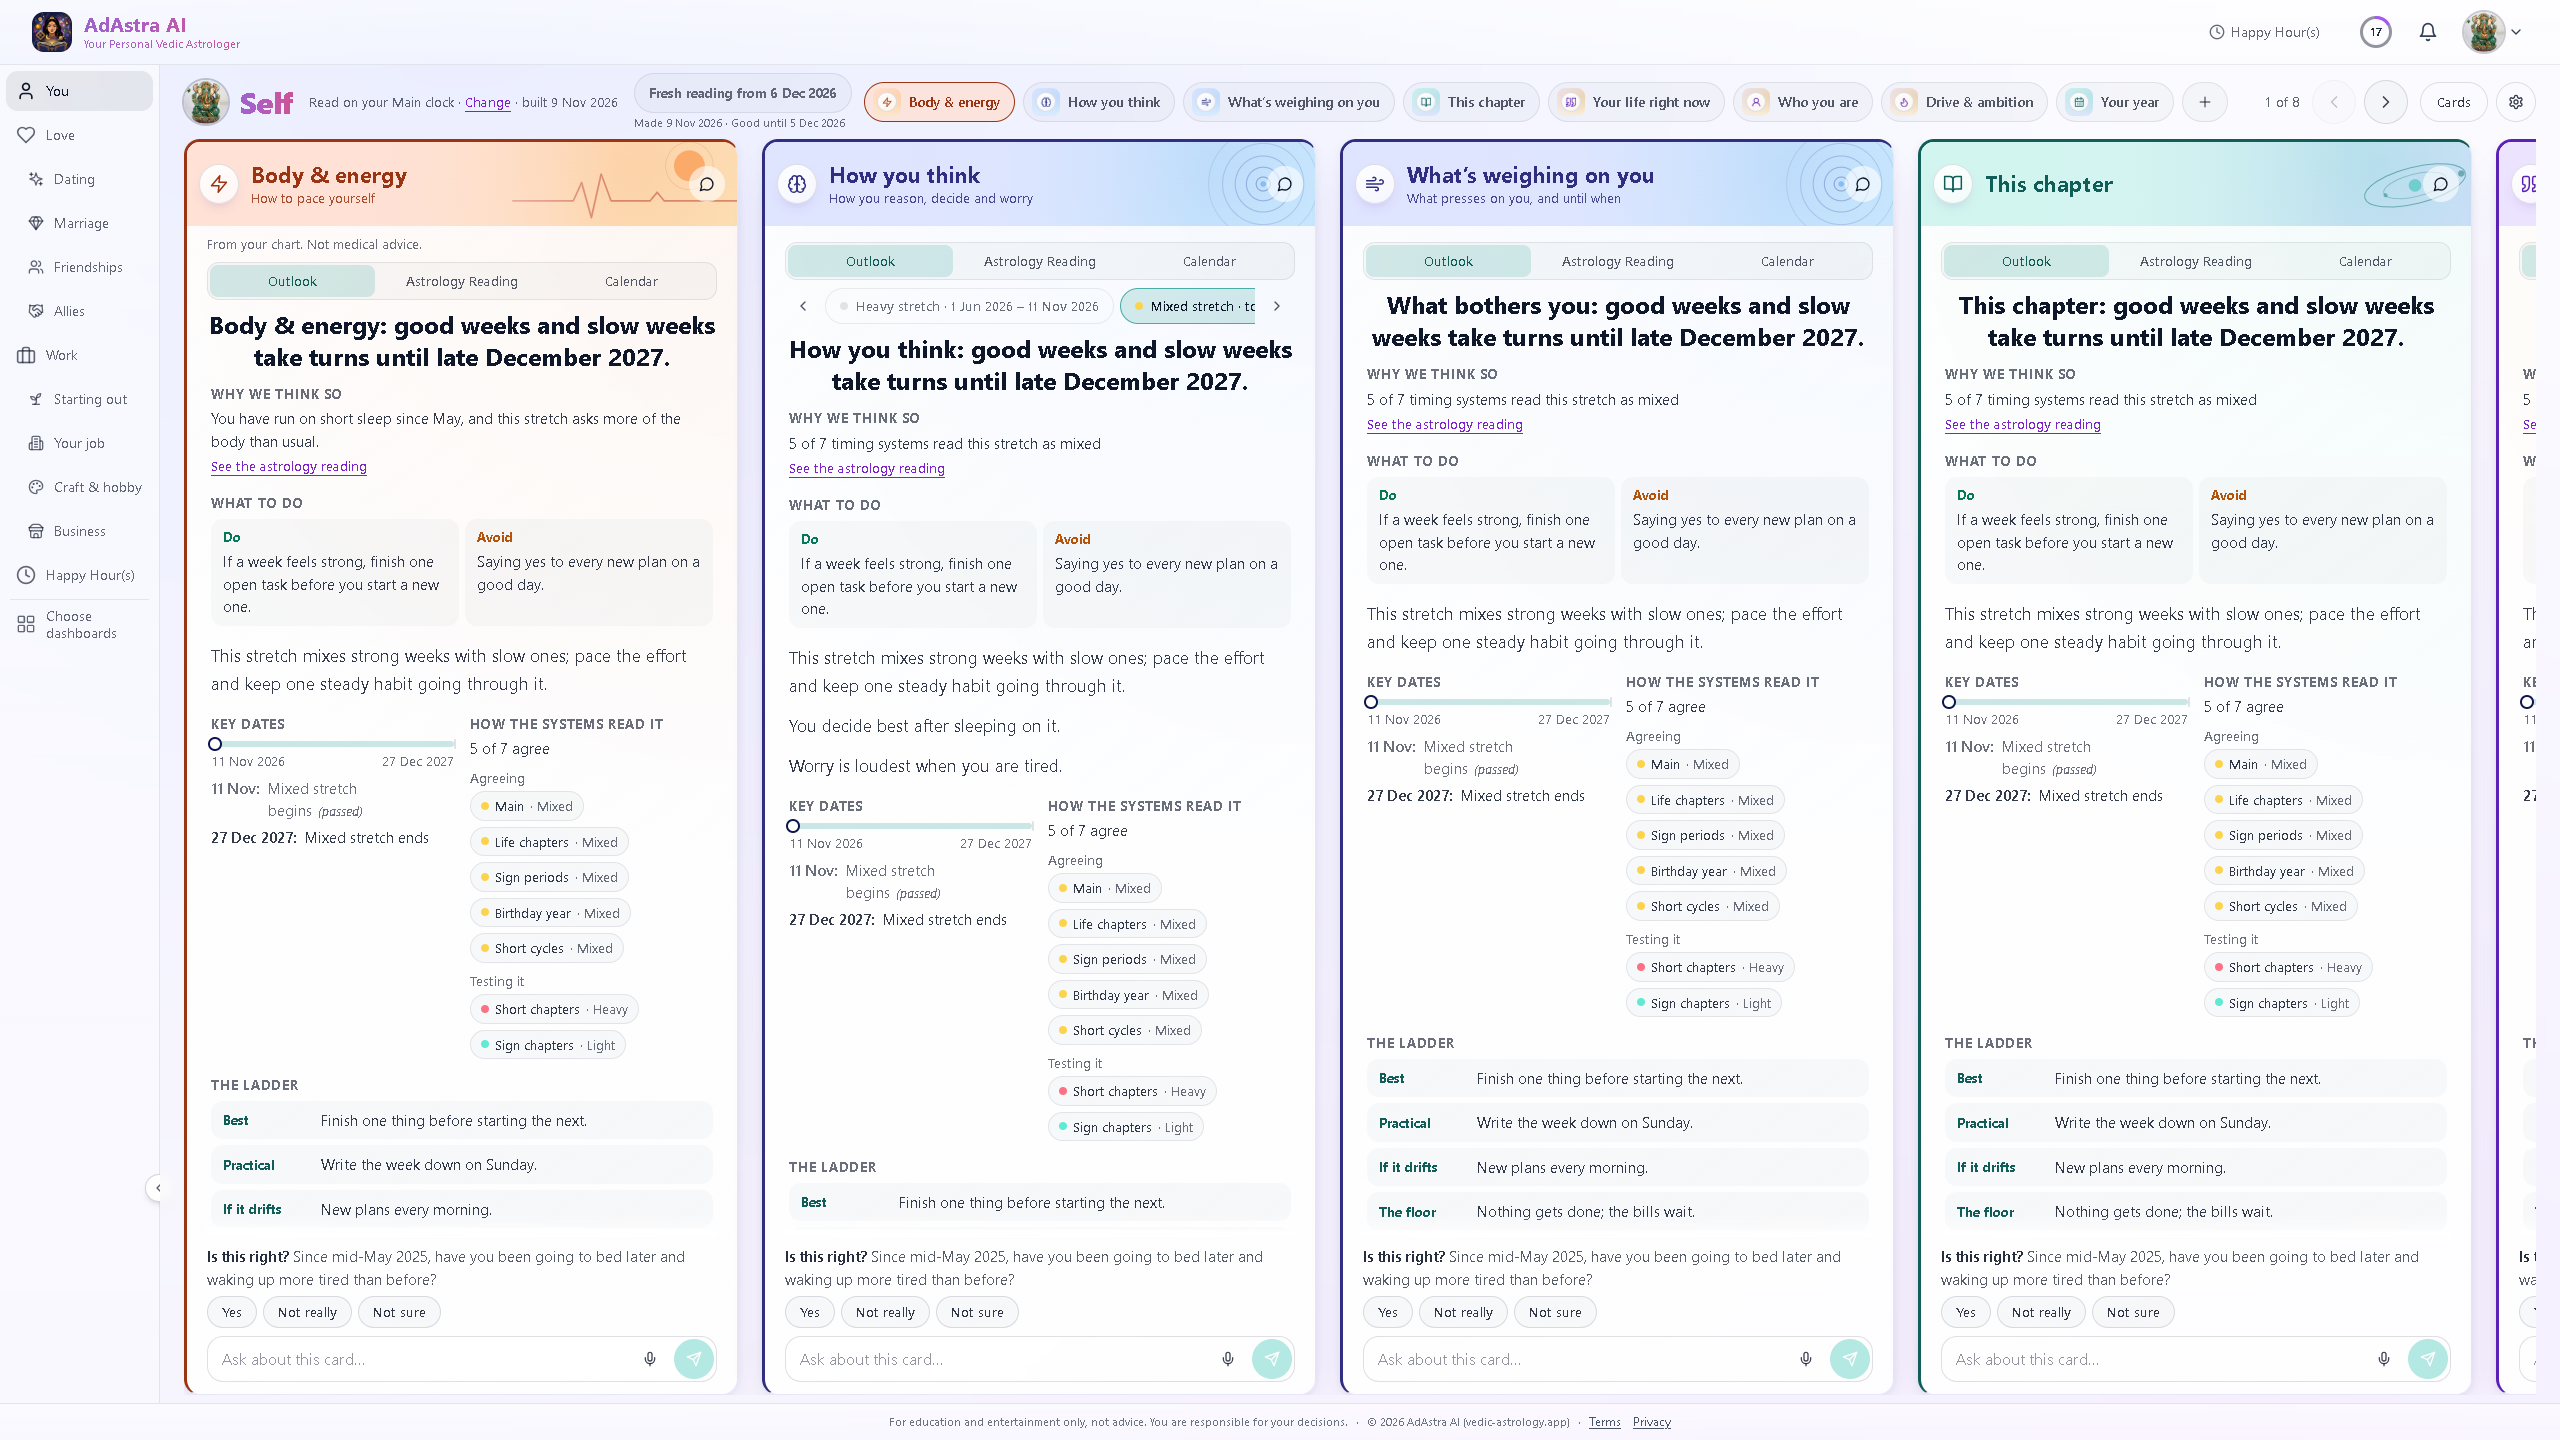 AdAstra AI
Your Personal Vedic Astrologer
Happy Hour(s)
17
You
Love
Dating
Marriage
Friendships
Allies
Work
Starting out
Your job
Craft & hobby
Business
Happy Hour(s)
Choose
dashboards
Self
Read on your Main clock · Change · built 9 Nov 2026
Fresh reading from 6 Dec 2026
Made 9 Nov 2026 · Good until 5 Dec 2026
Body & energy
How you think
What's weighing on you
This chapter
Your life right now
Who you are
Drive & ambition
Your year
1 of 8
Cards
Body & energy
How to pace yourself
From your chart. Not medical advice.
Outlook
Astrology Reading
Calendar
Body & energy: good weeks and slow weeks
take turns until late December 2027.
WHY WE THINK SO
You have run on short sleep since May, and this stretch asks more of the
body than usual.
See the astrology reading
WHAT TO DO
Do
If a week feels strong, finish one
open task before you start a new
one.
Avoid
Saying yes to every new plan on a
good day.
This stretch mixes strong weeks with slow ones; pace the effort
and keep one steady habit going through it.
KEY DATES
11 Nov 2026
27 Dec 2027
11 Nov: Mixed stretch
begins (passed)
27 Dec 2027: Mixed stretch ends
HOW THE SYSTEMS READ IT
5 of 7 agree
Agreeing
Main · Mixed
Life chapters · Mixed
Sign periods · Mixed
Birthday year · Mixed
Short cycles · Mixed
Testing it
Short chapters · Heavy
Sign chapters · Light
THE LADDER
Best Finish one thing before starting the next.
Practical Write the week down on Sunday.
If it drifts New plans every morning.
Is this right? Since mid-May 2025, have you been going to bed later and
waking up more tired than before?
Yes
Not really
Not sure
Ask about this card...
How you think
How you reason, decide and worry
Outlook
Astrology Reading
Calendar
Heavy stretch · 1 Jun 2026 – 11 Nov 2026
Mixed stretch · to
How you think: good weeks and slow weeks
take turns until late December 2027.
WHY WE THINK SO
5 of 7 timing systems read this stretch as mixed
See the astrology reading
WHAT TO DO
Do
If a week feels strong, finish one
open task before you start a new
one.
Avoid
Saying yes to every new plan on a
good day.
This stretch mixes strong weeks with slow ones; pace the effort
and keep one steady habit going through it.
You decide best after sleeping on it.
Worry is loudest when you are tired.
KEY DATES
11 Nov 2026
27 Dec 2027
11 Nov: Mixed stretch
begins (passed)
27 Dec 2027: Mixed stretch ends
HOW THE SYSTEMS READ IT
5 of 7 agree
Agreeing
Main · Mixed
Life chapters · Mixed
Sign periods · Mixed
Birthday year · Mixed
Short cycles · Mixed
Testing it
Short chapters · Heavy
Sign chapters · Light
THE LADDER
Best Finish one thing before starting the next.
Is this right? Since mid-May 2025, have you been going to bed later and
waking up more tired than before?
Yes
Not really
Not sure
Ask about this card...
What's weighing on you
What presses on you, and until when
Outlook
Astrology Reading
Calendar
What bothers you: good weeks and slow
weeks take turns until late December 2027.
WHY WE THINK SO
5 of 7 timing systems read this stretch as mixed
See the astrology reading
WHAT TO DO
Do
If a week feels strong, finish one
open task before you start a new
one.
Avoid
Saying yes to every new plan on a
good day.
This stretch mixes strong weeks with slow ones; pace the effort
and keep one steady habit going through it.
KEY DATES
11 Nov 2026
27 Dec 2027
11 Nov: Mixed stretch
begins (passed)
27 Dec 2027: Mixed stretch ends
HOW THE SYSTEMS READ IT
5 of 7 agree
Agreeing
Main · Mixed
Life chapters · Mixed
Sign periods · Mixed
Birthday year · Mixed
Short cycles · Mixed
Testing it
Short chapters · Heavy
Sign chapters · Light
THE LADDER
Best Finish one thing before starting the next.
Practical Write the week down on Sunday.
If it drifts New plans every morning.
The floor Nothing gets done; the bills wait.
Is this right? Since mid-May 2025, have you been going to bed later and
waking up more tired than before?
Yes
Not really
Not sure
Ask about this card...
This chapter
Outlook
Astrology Reading
Calendar
This chapter: good weeks and slow weeks
take turns until late December 2027.
WHY WE THINK SO
5 of 7 timing systems read this stretch as mixed
See the astrology reading
WHAT TO DO
Do
If a week feels strong, finish one
open task before you start a new
one.
Avoid
Saying yes to every new plan on a
good day.
This stretch mixes strong weeks with slow ones; pace the effort
and keep one steady habit going through it.
KEY DATES
11 Nov 2026
27 Dec 2027
11 Nov: Mixed stretch
begins (passed)
27 Dec 2027: Mixed stretch ends
HOW THE SYSTEMS READ IT
5 of 7 agree
Agreeing
Main · Mixed
Life chapters · Mixed
Sign periods · Mixed
Birthday year · Mixed
Short cycles · Mixed
Testing it
Short chapters · Heavy
Sign chapters · Light
THE LADDER
Best Finish one thing before starting the next.
Practical Write the week down on Sunday.
If it drifts New plans every morning.
The floor Nothing gets done; the bills wait.
Is this right? Since mid-May 2025, have you been going to bed later and
waking up more tired than before?
Yes
Not really
Not sure
Ask about this card...
For education and entertainment only, not advice. You are responsible for your decisions. · © 2026 AdAstra AI (vedic-astrology.app) · Terms Privacy